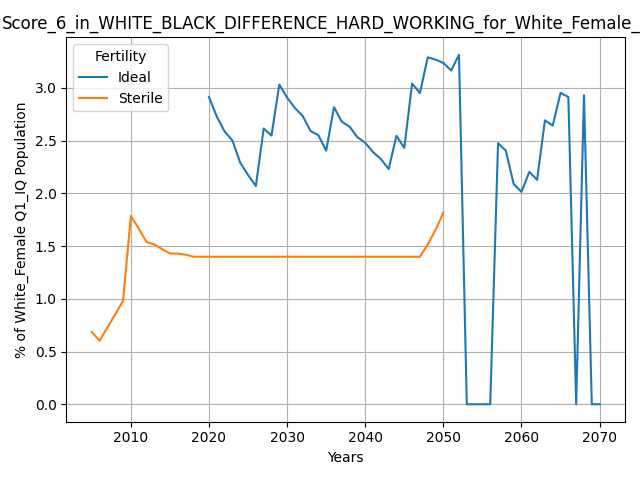 Score_6_in_WHITE_BLACK_DIFFERENCE_HARD_WORKING_for_White_Female_
Fertility
Ideal
Sterile
% of White_Female Q1_IQ Population
3.0
2.5
2.0
1.5
1.0
0.5
0.0
2010 2020 2030 2040 2050 2060 2070
Years